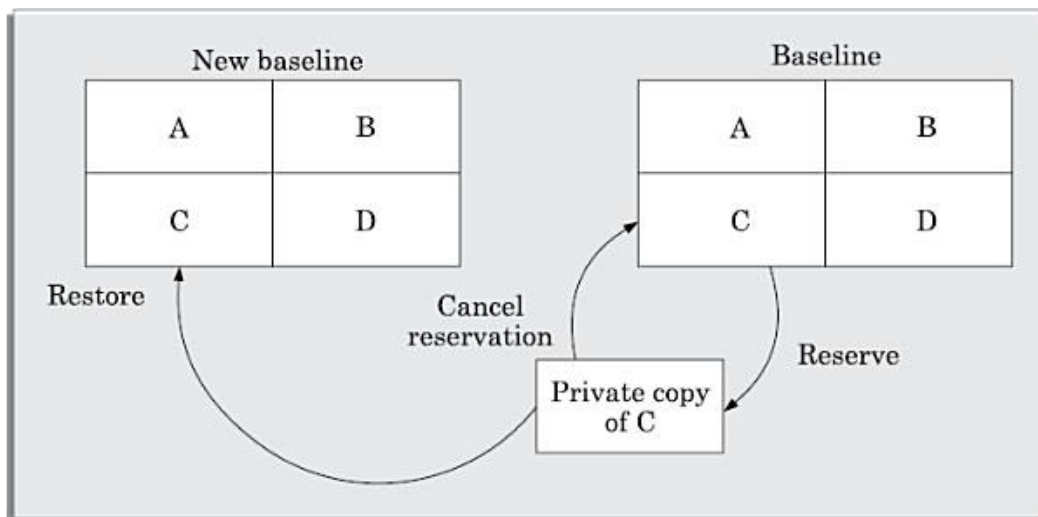 New baseline
A
B
C
D
Restore
Baseline
A
B
C
D
Cancel
reservation
Reserve
Private copy
of C